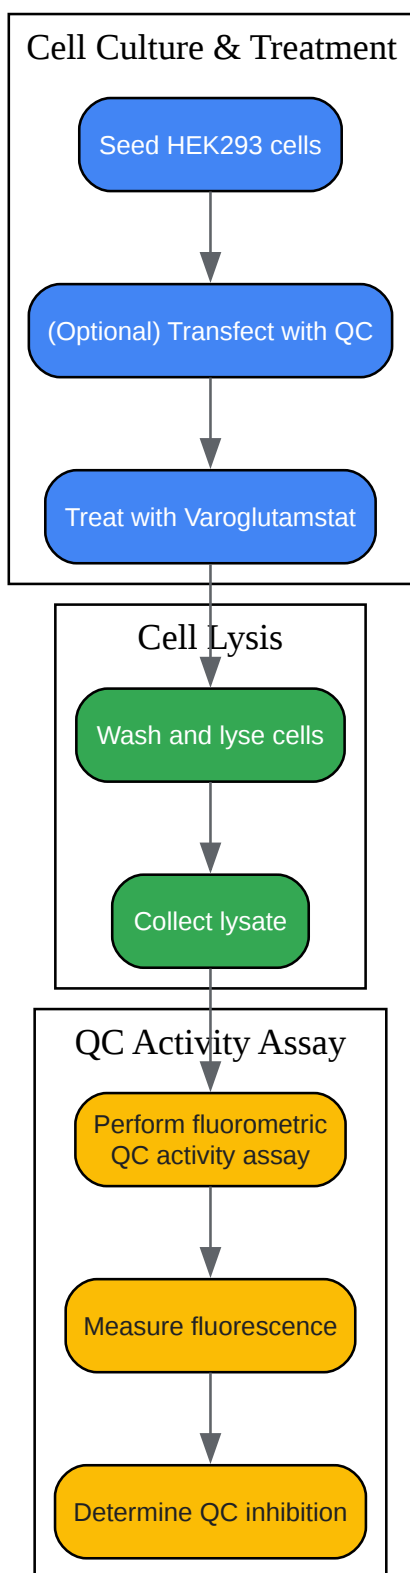 Cell Culture & Treatment
Seed HEK293 cells
(Optional) Transfect with QC
Treat with Varoglutamstat
Cell Lysis
Wash and lyse cells
Collect lysate
QC Activity Assay
Perform fluorometric
QC activity assay
Measure fluorescence
Determine QC inhibition